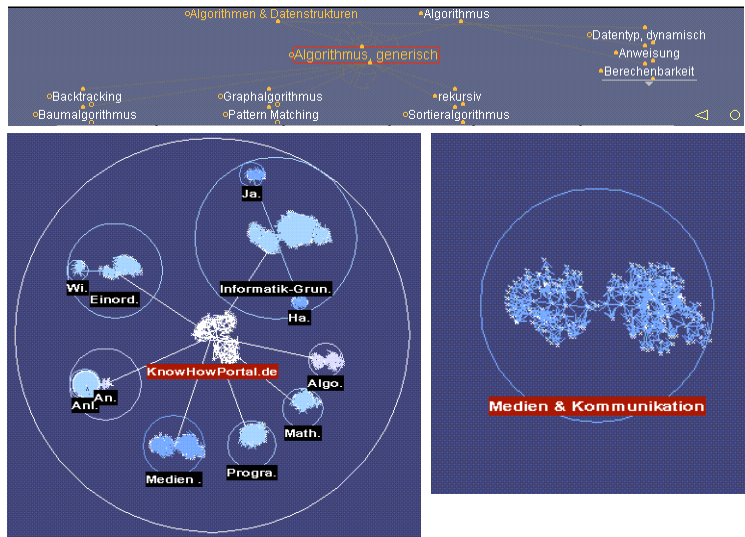 Algorithmen & Datenstrukturen
Algorithmus
Datentyp, dynamisch
Algorithmus, generisch
Anweisung
Berechenbarkeit
Backtracking
Graphalgorithmus
rekursiv
Baumalgorithmus
Pattern Matching
Sortieralgorithmus
Ja.
Informatik-Grun.
Wi.
Einord.
Ha.
KnowHowPortal.de
Algo.
An.
Anl.
Math.
Medien .
Progra.
Medien & Kommunikation